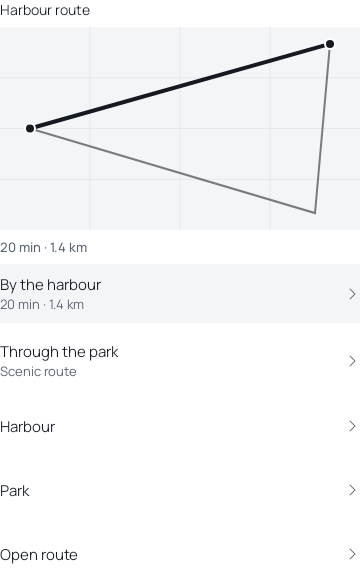 Harbour route
20 min · 1.4 km
By the harbour
20 min · 1.4 km
Through the park
Scenic route
Harbour
Park
Open route